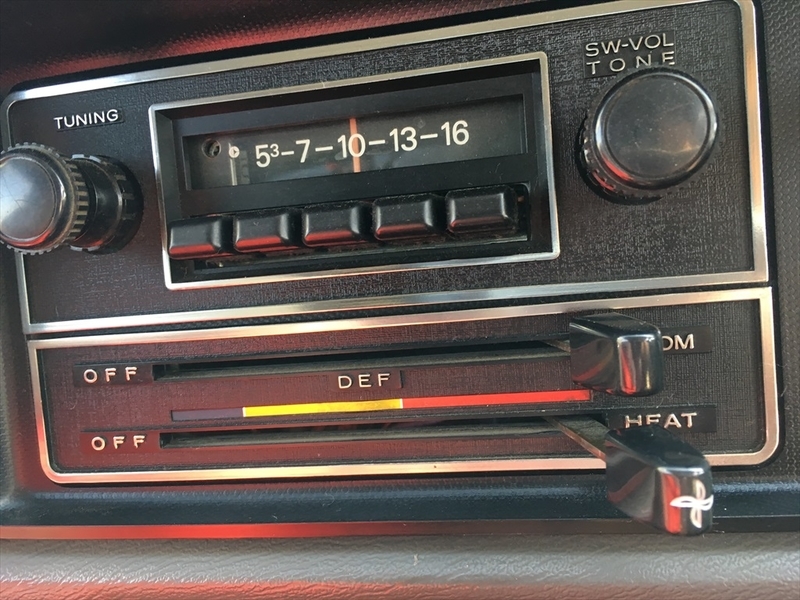 SW-VOL
TONE
TUNING
5³-7-10-13-16
OFF
DEF
OFF
HEAT